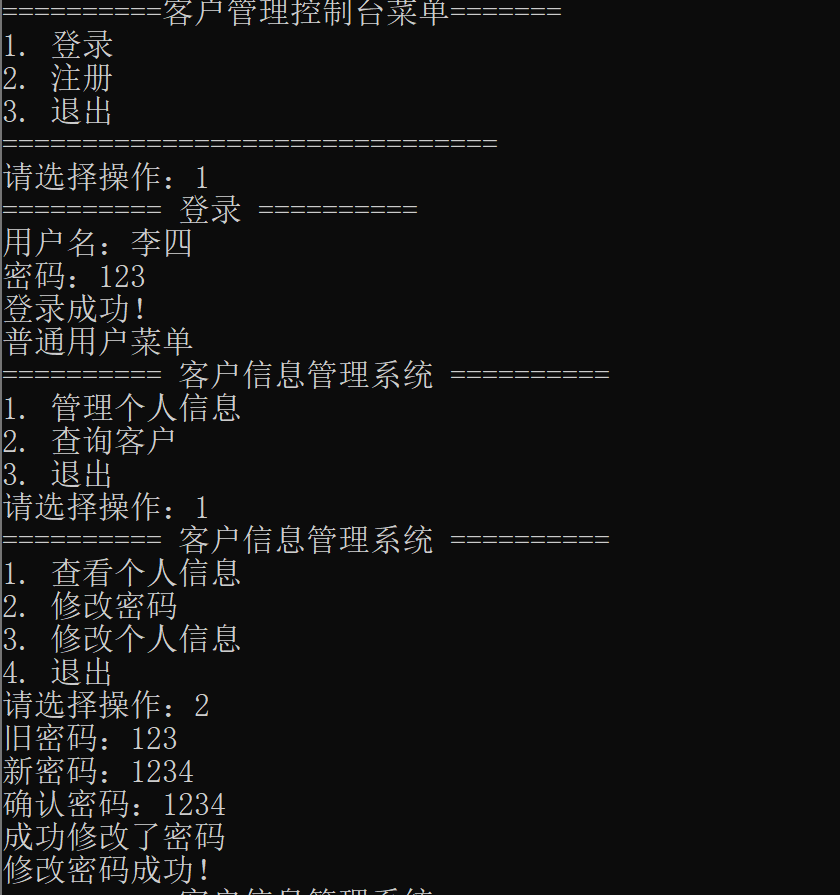 ==========客户管理控制台菜单=======
1. 登录
2. 注册
3. 退出
===============================
请选择操作：1
========== 登录 ==========
用户名：李四
密码：123
登录成功！
普通用户菜单
========== 客户信息管理系统 ==========
1. 管理个人信息
2. 查询客户
3. 退出
请选择操作：1
========== 客户信息管理系统 ==========
1. 查看个人信息
2. 修改密码
3. 修改个人信息
4. 退出
请选择操作：2
旧密码：123
新密码：1234
确认密码：1234
成功修改了密码
修改密码成功！